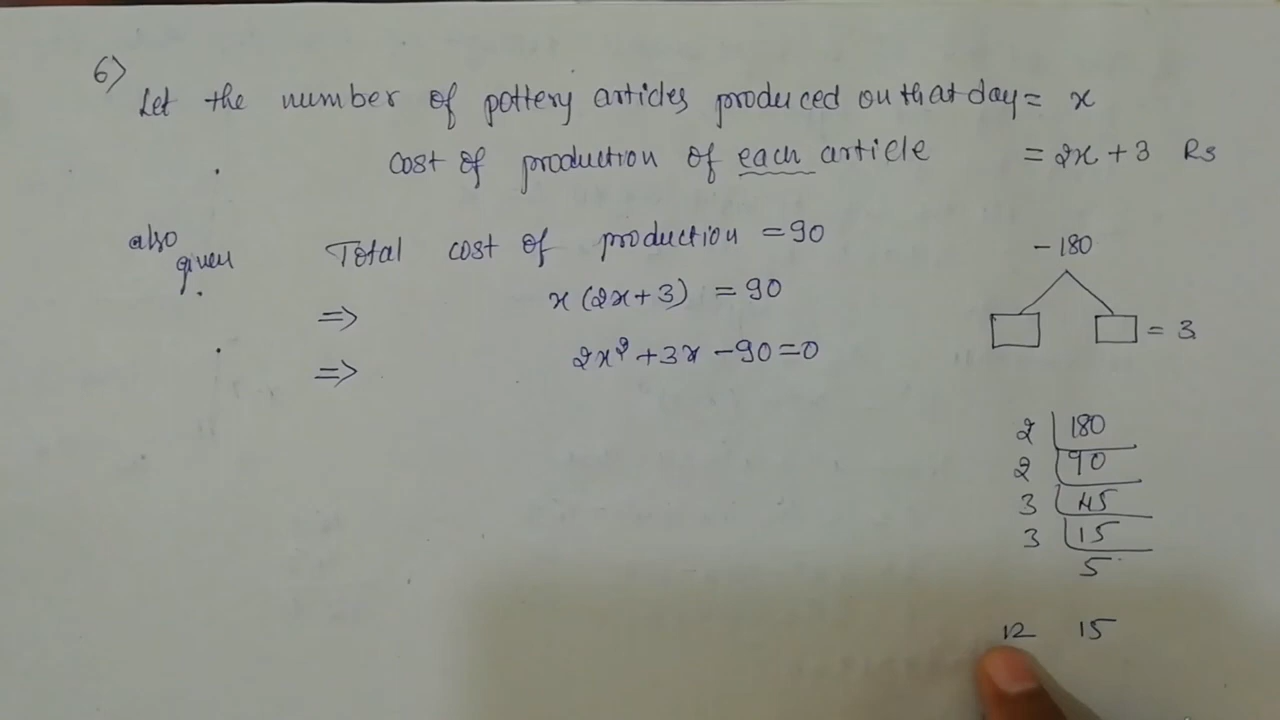 6)
Let the number of pottery articles produced on that day = x
cost of production of each article = 2x + 3 Rs
also given Total cost of production = 90
=> x (2x + 3) = 90
=> 2x² + 3x - 90 = 0
- 180
= 3
2 180
2 90
3 45
3 15
5
12 15